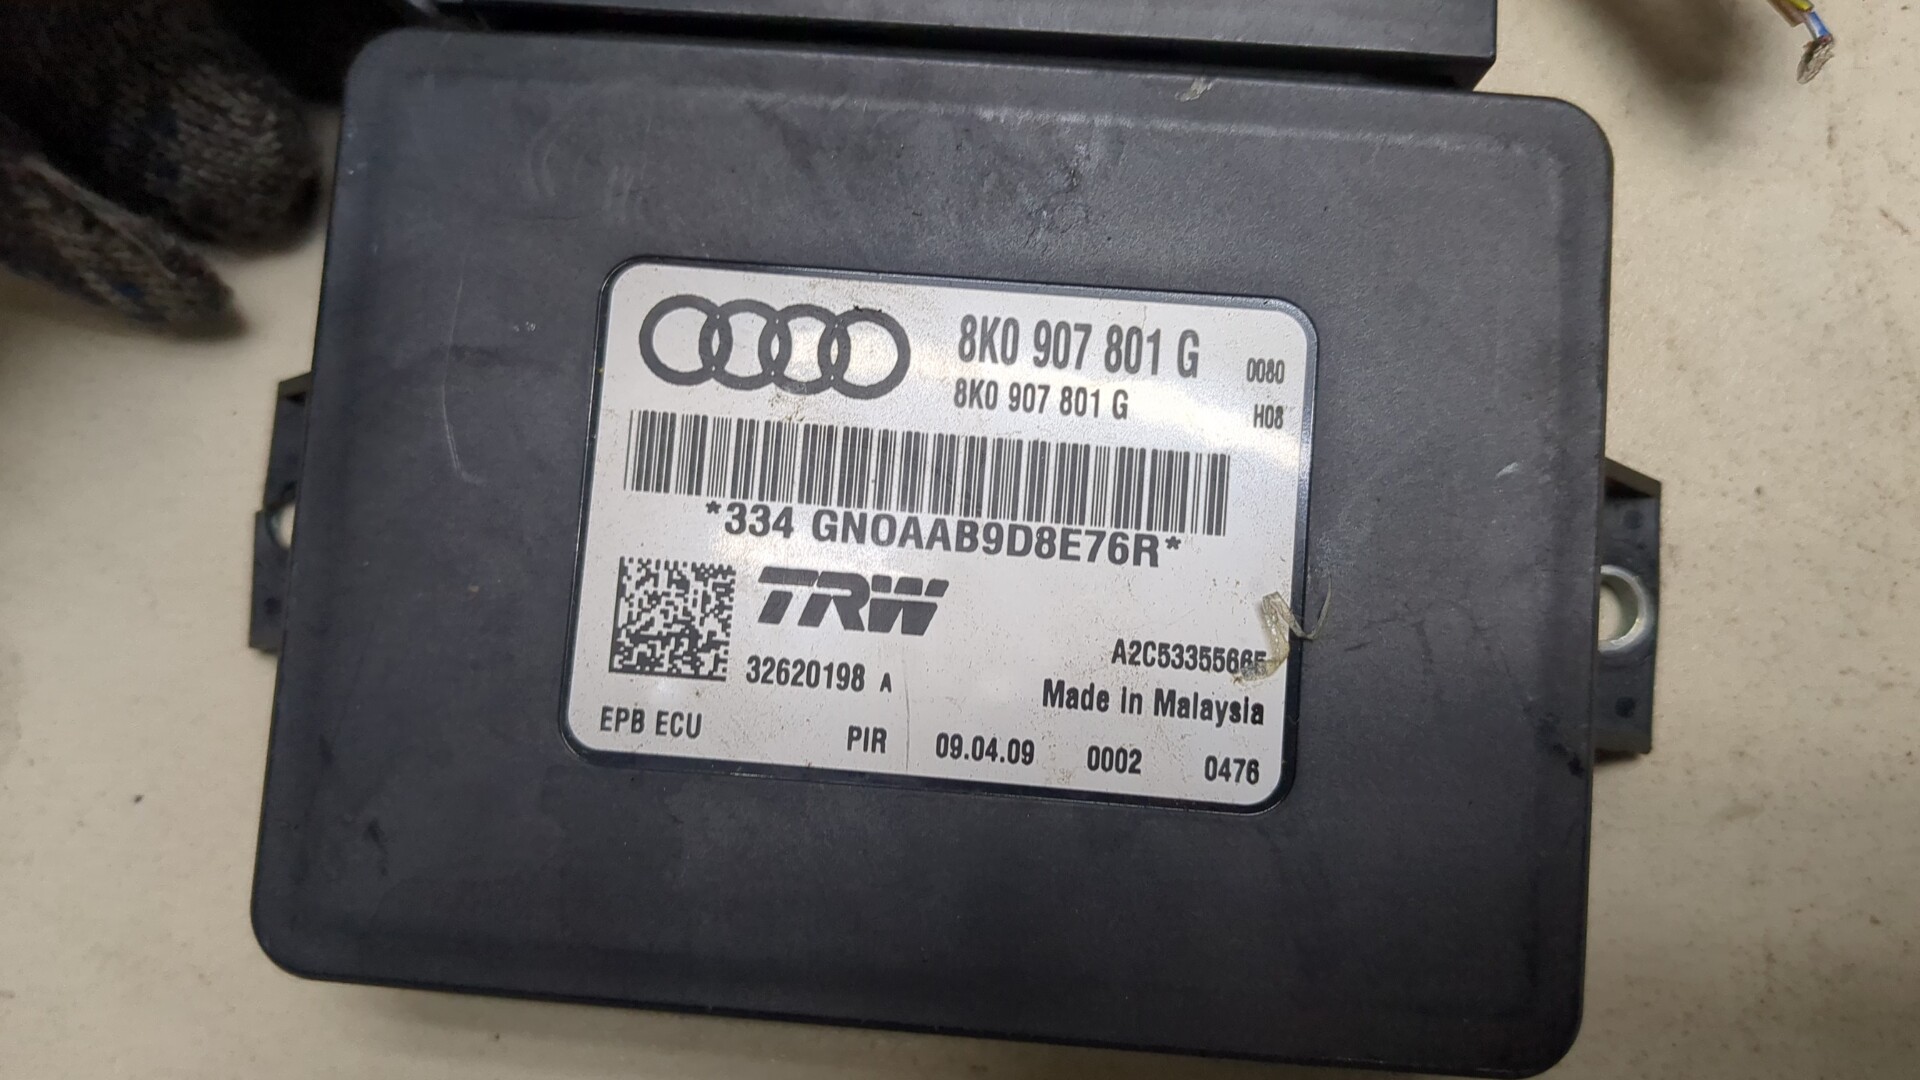 8K0 907 801 G 0080
8K0 907 801 G H08
*334 GN0AAB9D8E76R*
TRW
32620198 A
Made in Malaysia
EPB ECU PIR 09.04.09 0002 0476